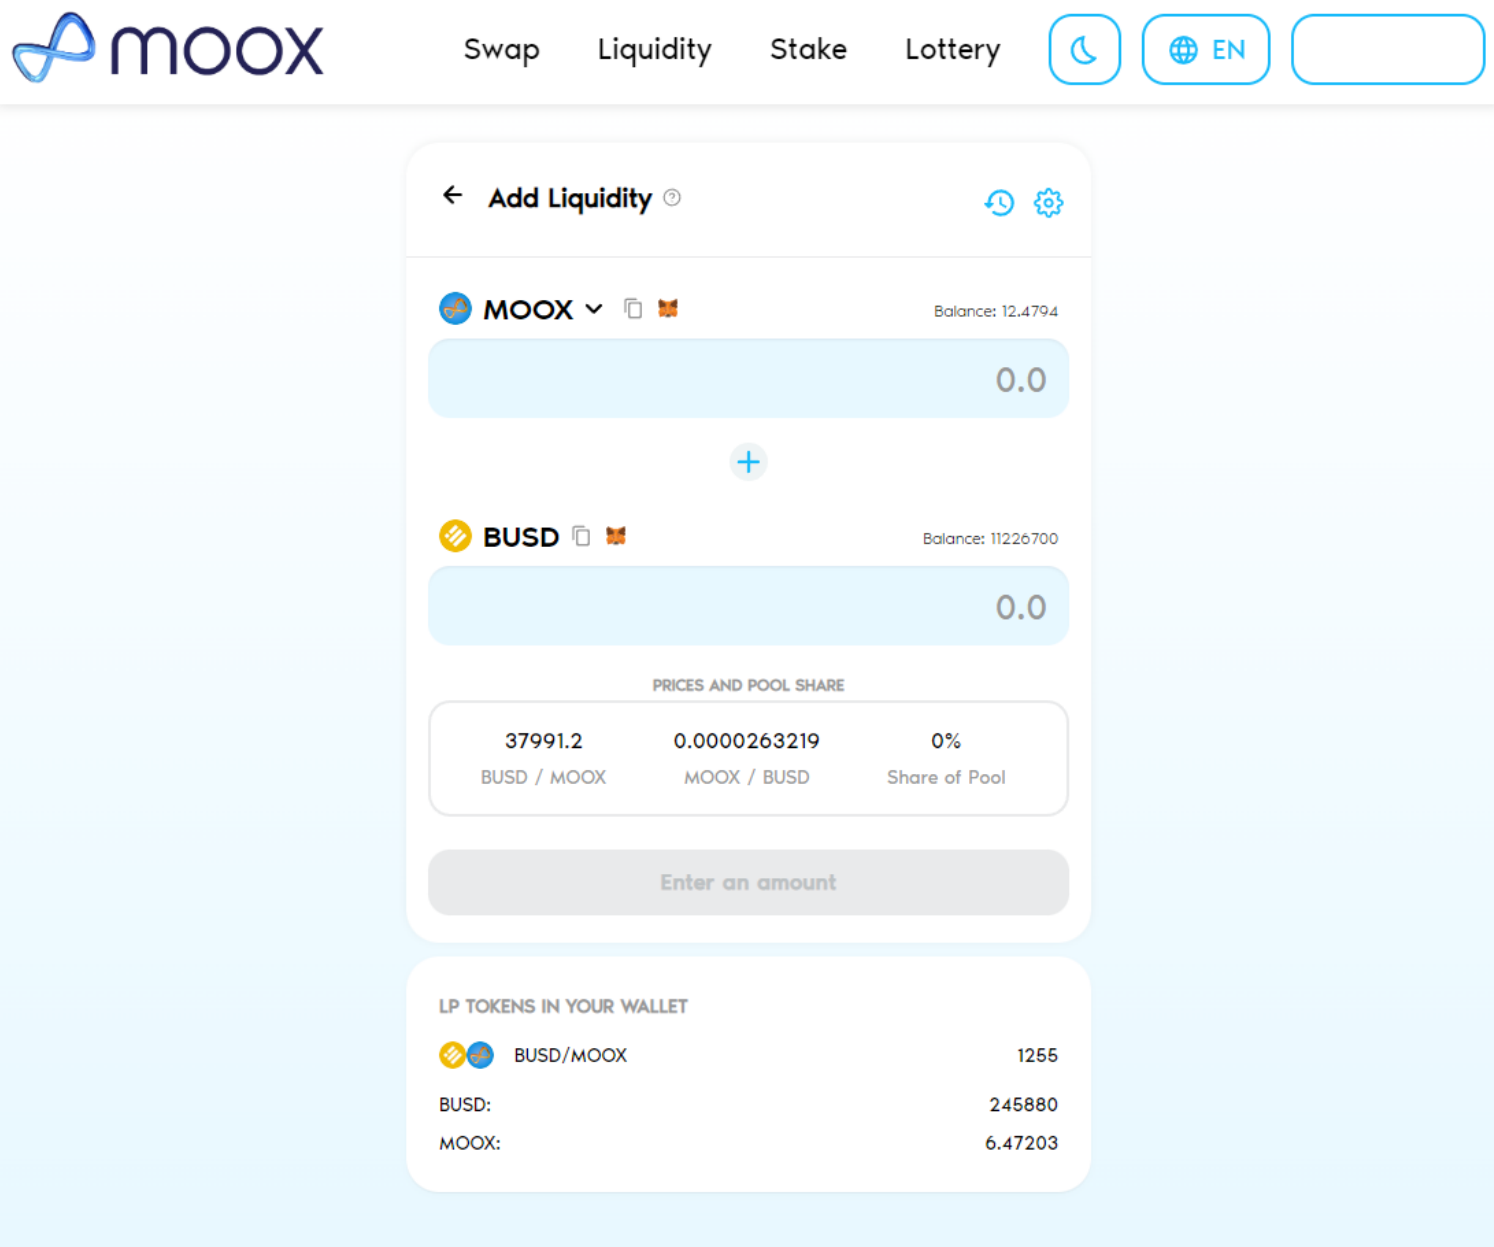 moox
Swap Liquidity Stake Lottery EN
Add Liquidity ?
MOOX Balance: 12.4794
0.0
+
BUSD Balance: 11226700
0.0
PRICES AND POOL SHARE
37991.2 0.0000263219 0%
BUSD / MOOX MOOX / BUSD Share of Pool
Enter an amount
LP TOKENS IN YOUR WALLET
BUSD/MOOX 1255
BUSD: 245880
MOOX: 6.47203